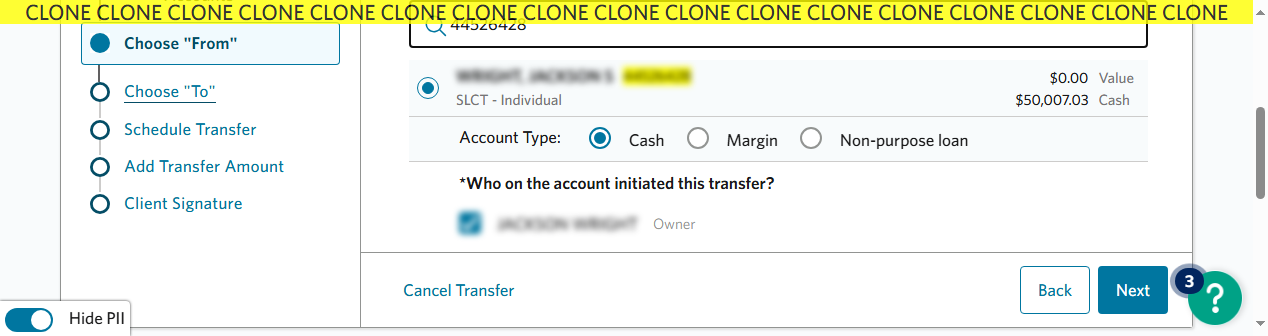 CLONE CLONE CLONE CLONE CLONE CLONE CLONE CLONE CLONE CLONE CLONE CLONE CLONE CLONE CLONE CLONE CLONE
44526428
Choose "From"
Choose "To"
Schedule Transfer
Add Transfer Amount
Client Signature
$0.00 Value
SLCT - Individual
$50,007.03 Cash
Account Type: Cash Margin Non-purpose loan
*Who on the account initiated this transfer?
Owner
Cancel Transfer
Back
Next
3
?
Hide PII